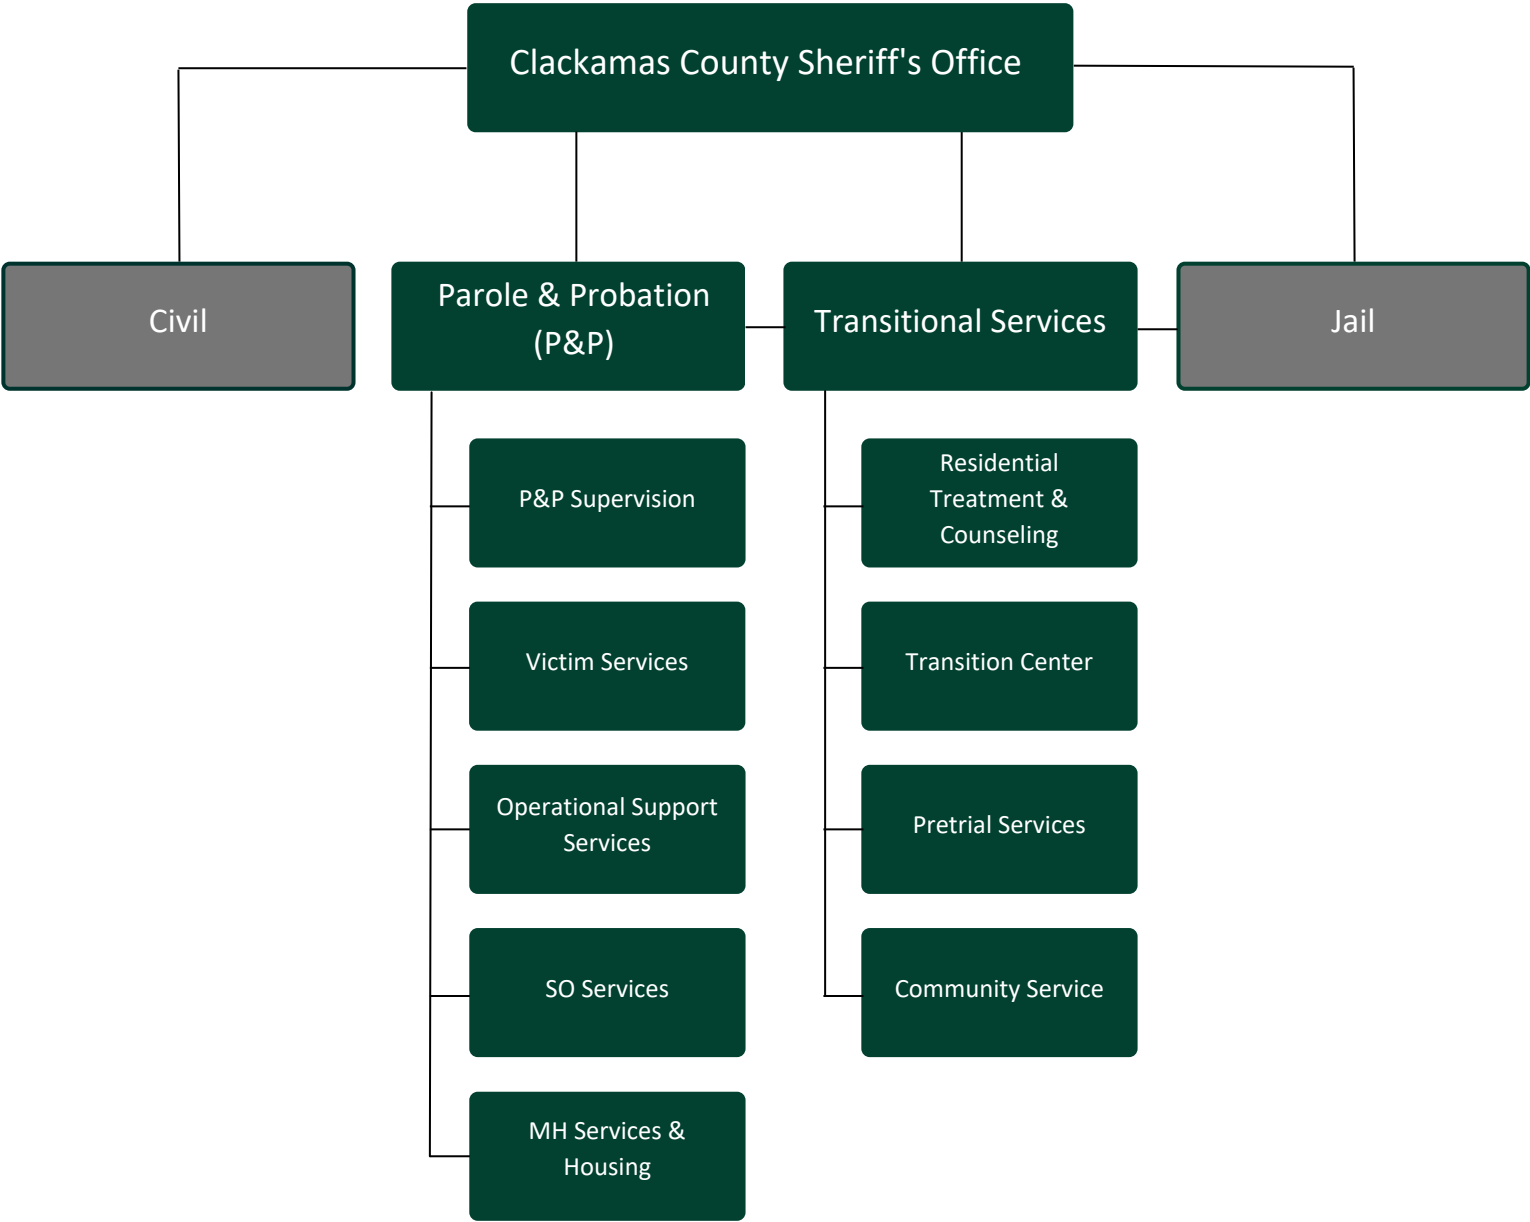 Clackamas County Sheriff's Office
Civil
Parole & Probation
(P&P)
Transitional Services
Jail
P&P Supervision
Victim Services
Operational Support
Services
SO Services
MH Services &
Housing
Residential
Treatment &
Counseling
Transition Center
Pretrial Services
Community Service